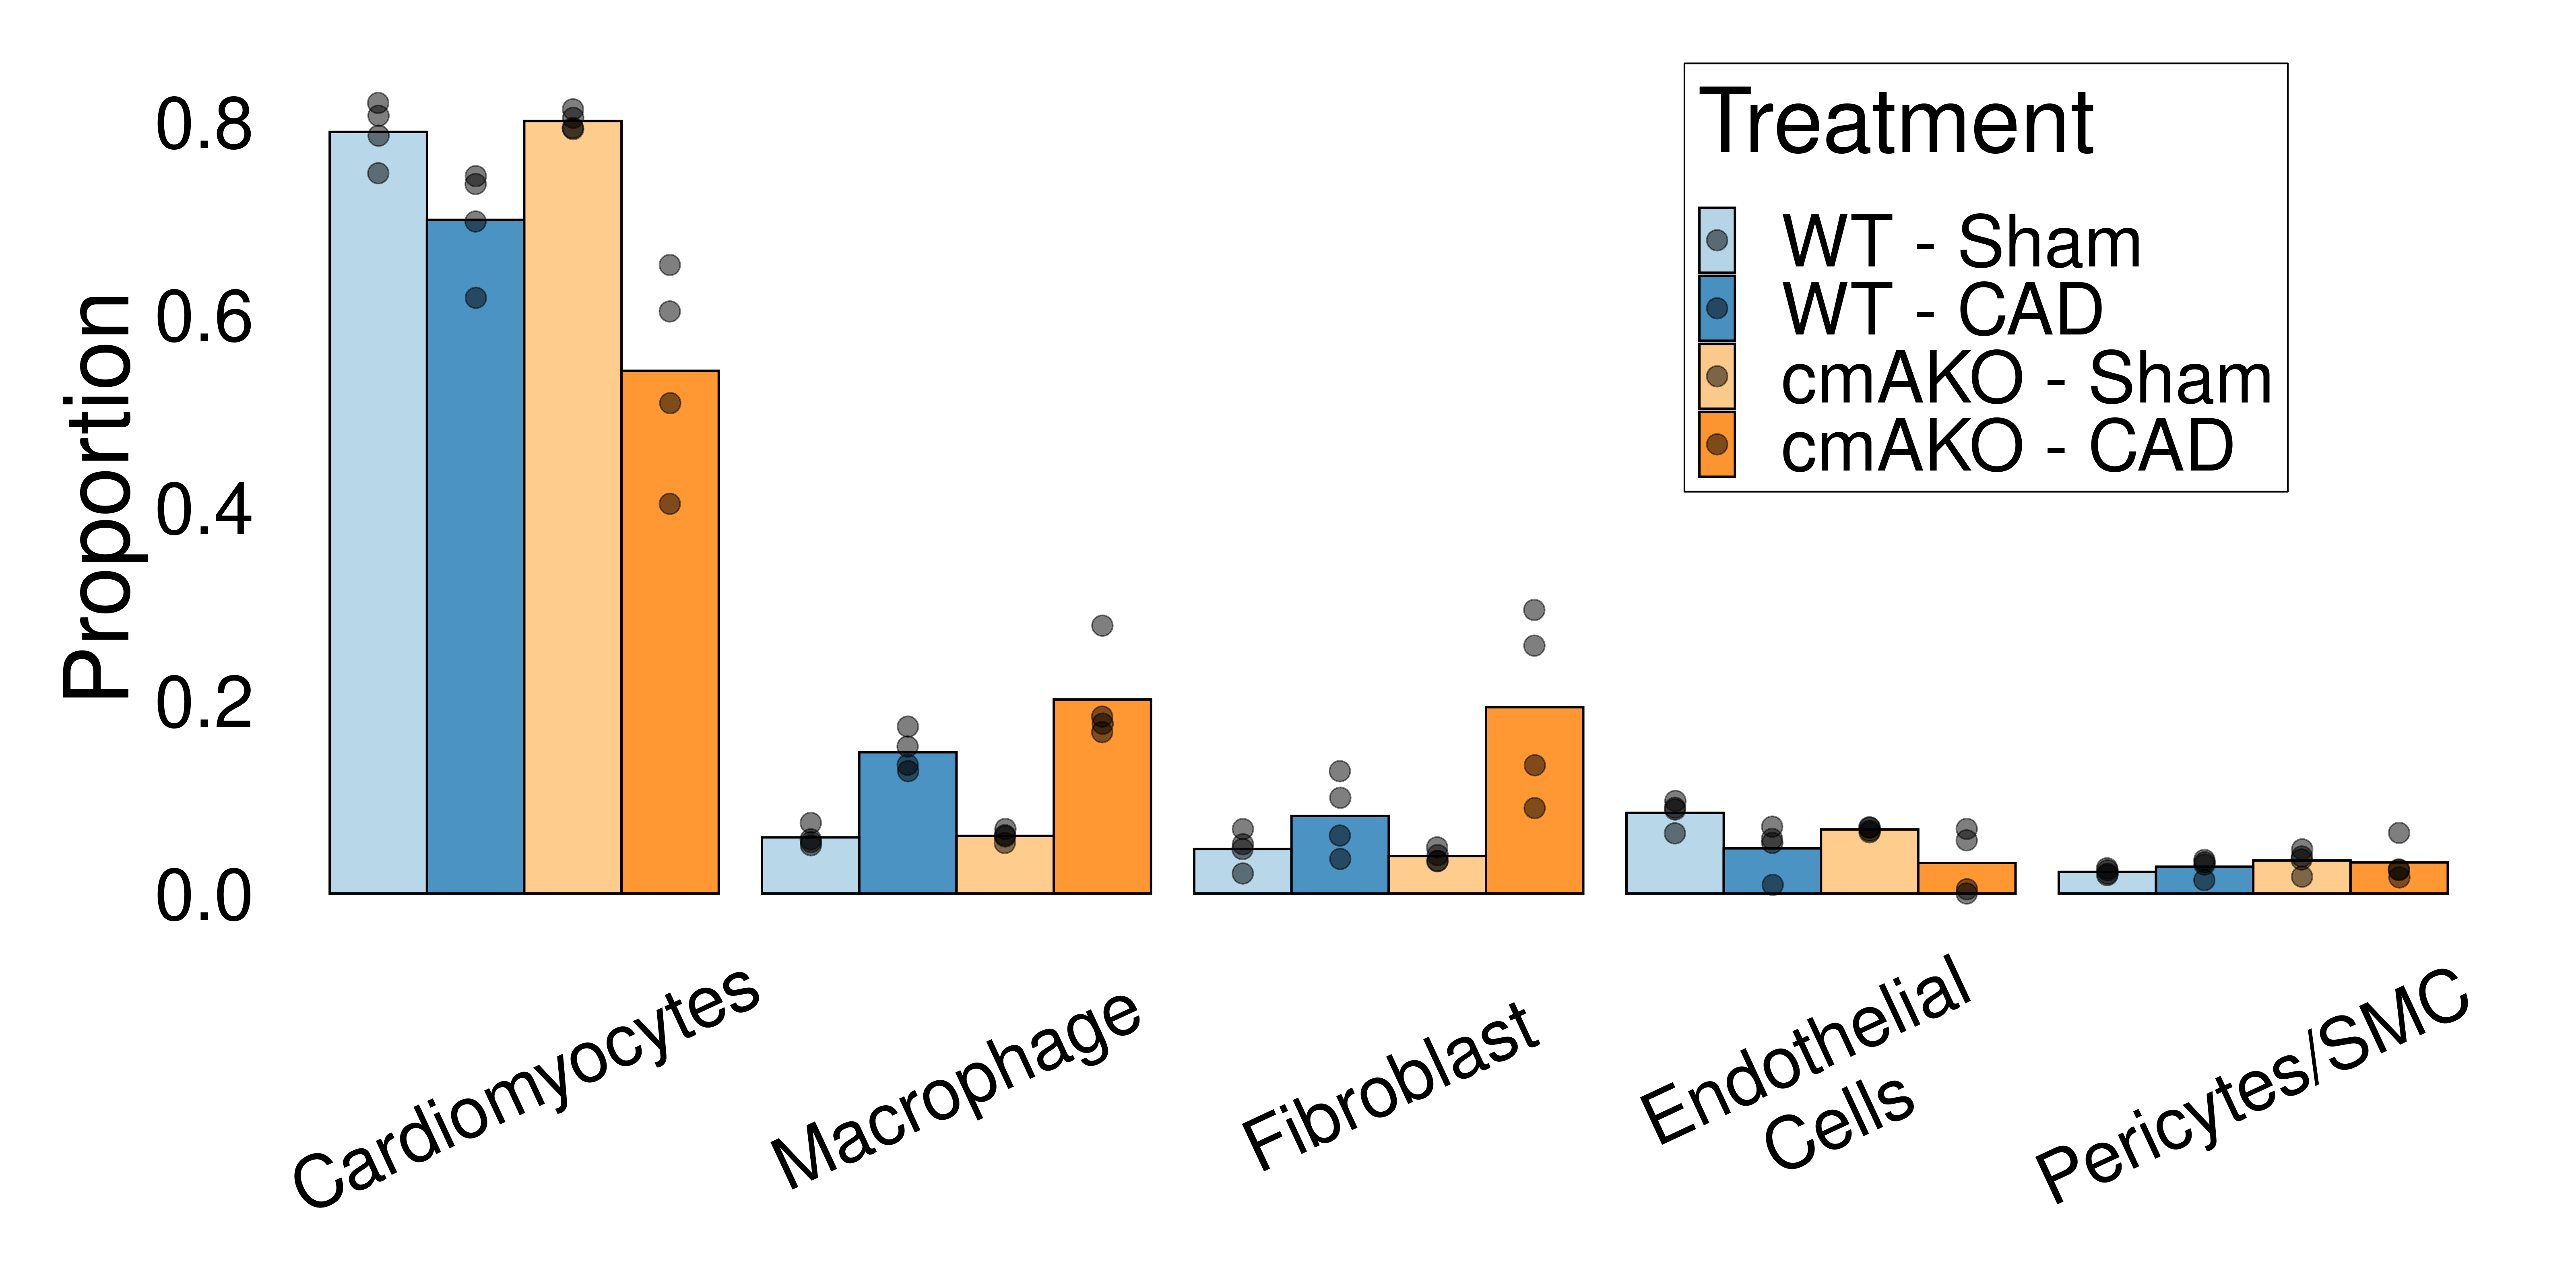 Proportion
0.8
0.6
0.4
0.2
0.0
Treatment
WT - Sham
WT - CAD
cmAKO - Sham
cmAKO - CAD
Cardiomyocytes
Macrophage
Fibroblast
Endothelial
Cells
Pericytes/SMC